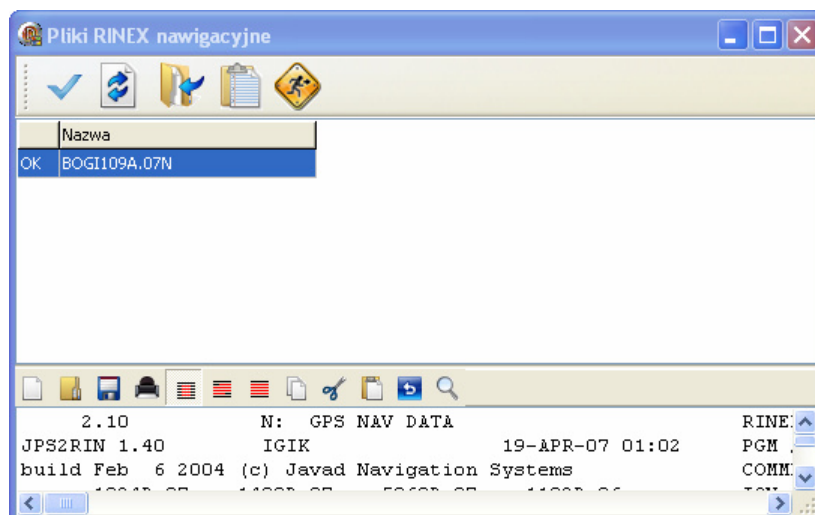 Pliki RINEX nawigacyjne
Nazwa
OK BOGI109A.07N
2.10 N: GPS NAV DATA
JPS2RIN 1.40 IGIK 19-APR-07 01:02 PGM
build Feb 6 2004 (c) Javad Navigation Systems